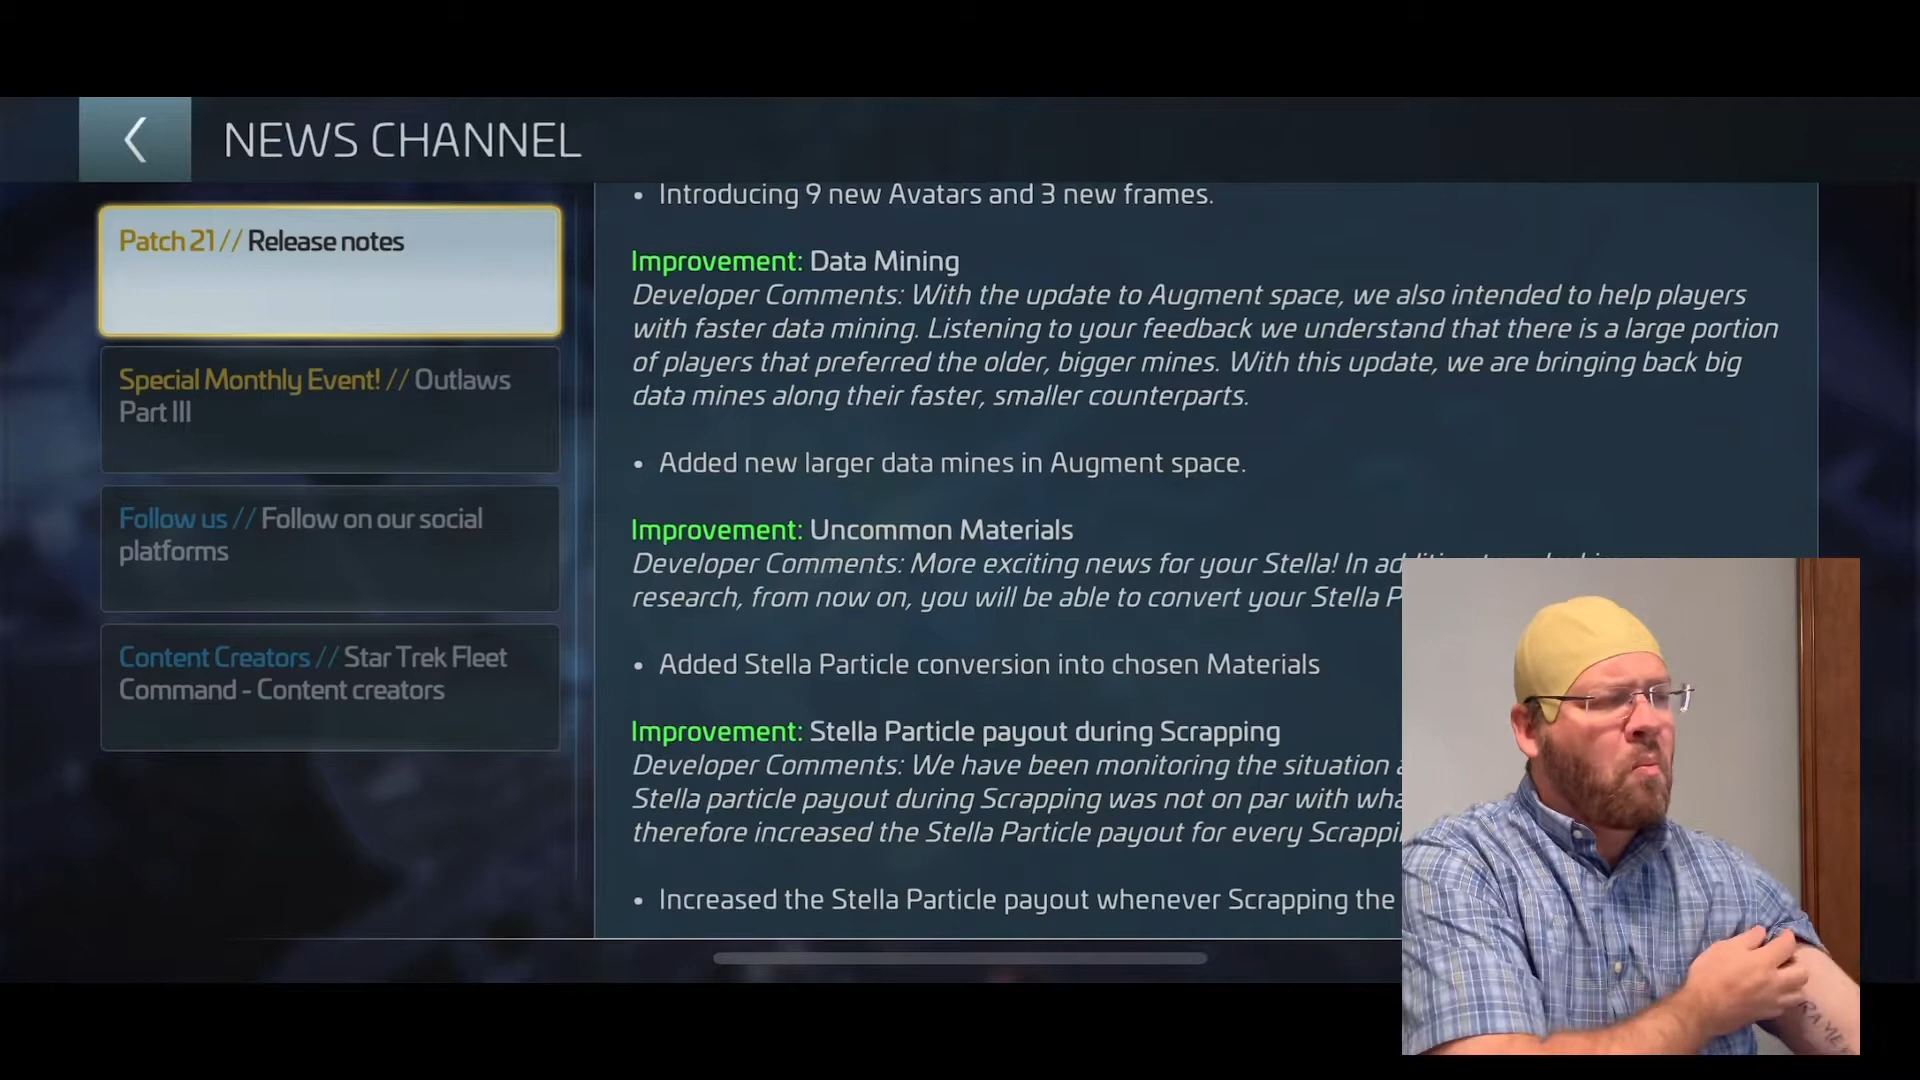 NEWS CHANNEL
Patch 21 // Release notes
Special Monthly Event! // Outlaws
Part III
Follow us // Follow on our social
platforms
Content Creators // Star Trek Fleet
Command - Content creators
• Introducing 9 new Avatars and 3 new frames.
Improvement: Data Mining
Developer Comments: With the update to Augment space, we also intended to help players
with faster data mining. Listening to your feedback we understand that there is a large portion
of players that preferred the older, bigger mines. With this update, we are bringing back big
data mines along their faster, smaller counterparts.
• Added new larger data mines in Augment space.
Improvement: Uncommon Materials
Developer Comments: More exciting news for your Stella! In
research, from now on, you will be able to convert your Stella
• Added Stella Particle conversion into chosen Materials
Improvement: Stella Particle payout during Scrapping
Developer Comments: We have been monitoring the situation
Stella particle payout during Scrapping was not on par with
therefore increased the Stella Particle payout for every
• Increased the Stella Particle payout whenever Scrapping the